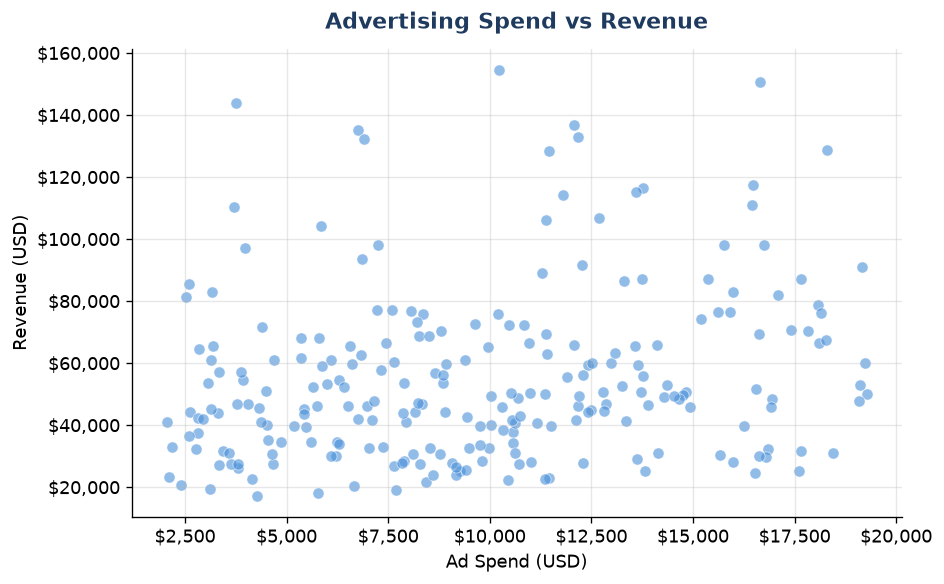 Advertising Spend vs Revenue
$160,000
$140,000
$120,000
$100,000
$80,000
$60,000
$40,000
$20,000
Revenue (USD)
$2,500 $5,000 $7,500 $10,000 $12,500 $15,000 $17,500 $20,000
Ad Spend (USD)